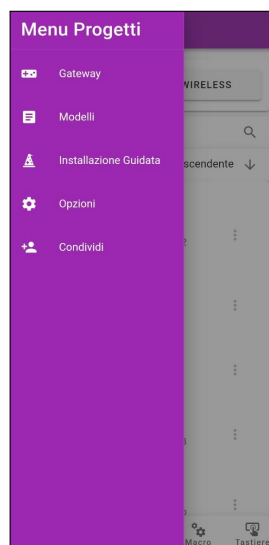 Menu Progetti
Gateway
WIRELESS
Modelli
Installazione Guidata
scendente
Opzioni
Condividi
Macro
Tastiere